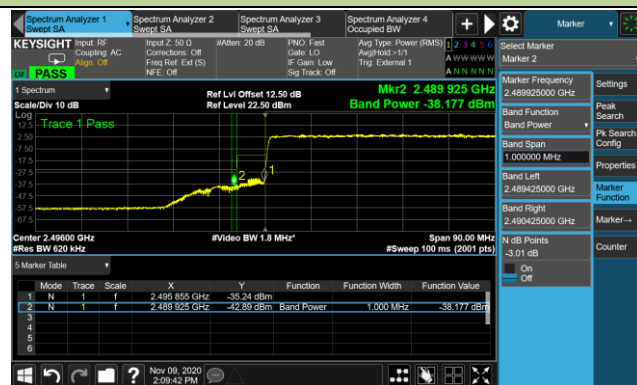 Spectrum Analyzer 1
Swept SA
Spectrum Analyzer 2
Swept SA
Spectrum Analyzer 3
Swept SA
Spectrum Analyzer 4
Occupied BW
Marker
KEYSIGHT
Input: RF
Coupling: AC
Align: Off
Input Z: 50 Ω
Corrections: Off
Freq Ref: Ext (S)
NFE: Off
#Atten: 20 dB
PNO: Fast
Gate: LO
IF Gain: Low
Sig Track: Off
Avg Type: Power (RMS)
Avg|Hold:>1/1
Trig: External 1
1 2 3 4 5 6
A W W W W W
A N N N N N
PASS
1 Spectrum
Scale/Div 10 dB
Ref Lvl Offset 12.50 dB
Ref Level 22.50 dBm
Mkr2 2.489 925 GHz
Band Power -38.177 dBm
Log
Trace 1 Pass
12.5
2.50
-7.50
-17.5
-27.5
-37.5
-47.5
-57.5
-67.5
2
1
Center 2.49600 GHz
#Res BW 620 kHz
#Video BW 1.8 MHz*
Span 90.00 MHz
#Sweep 100 ms (2001 pts)
5 Marker Table
Mode Trace Scale X Y Function Function Width Function Value
1 N 1 f 2.495 855 GHz -35.24 dBm
2 N 1 f 2.489 925 GHz -42.89 dBm Band Power 1.000 MHz -38.177 dBm
3
4
5
6
Select Marker
Marker 2
Marker Frequency
2.489925000 GHz
Band Function
Band Power
Band Span
1.000000 MHz
Band Left
2.489425000 GHz
Band Right
2.490425000 GHz
N dB Points
-3.01 dB
On
Off
Settings
Peak
Search
Pk Search
Config
Properties
Marker
Function
Marker→
Counter
?
Nov 09, 2020
2:09:42 PM